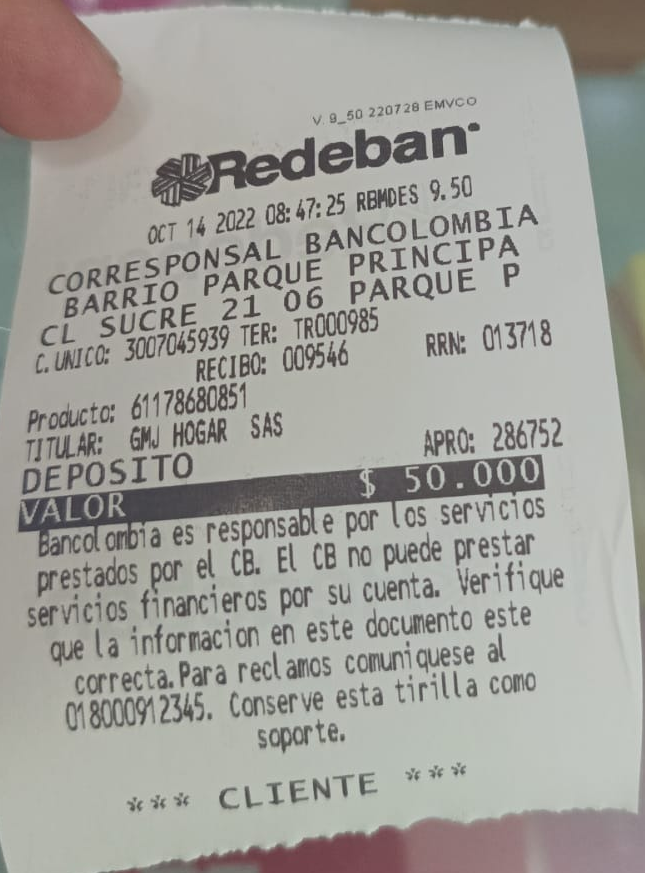 V. 9_50 220728 EMVCO
Redeban
OCT 14 2022 08:47:25 RBMDES 9.50
CORRESPONSAL BANCOLOMBIA
BARRIO PARQUE PRINCIPA
CL SUCRE 21 06 PARQUE P
C. UNICO: 3007045939 TER: TR000985
RECIBO: 009546 RRN: 013718
Producto: 61178680851
TITULAR: GMJ HOGAR SAS
DEPOSITO APRO: 286752
VALOR $ 50.000
Bancolombia es responsable por los servicios
prestados por el CB. El CB no puede prestar
servicios financieros por su cuenta. Verifique
que la informacion en este documento este
correcta.Para reclamos comuniquese al
018000912345. Conserve esta tirilla como
soporte.
*** CLIENTE ***